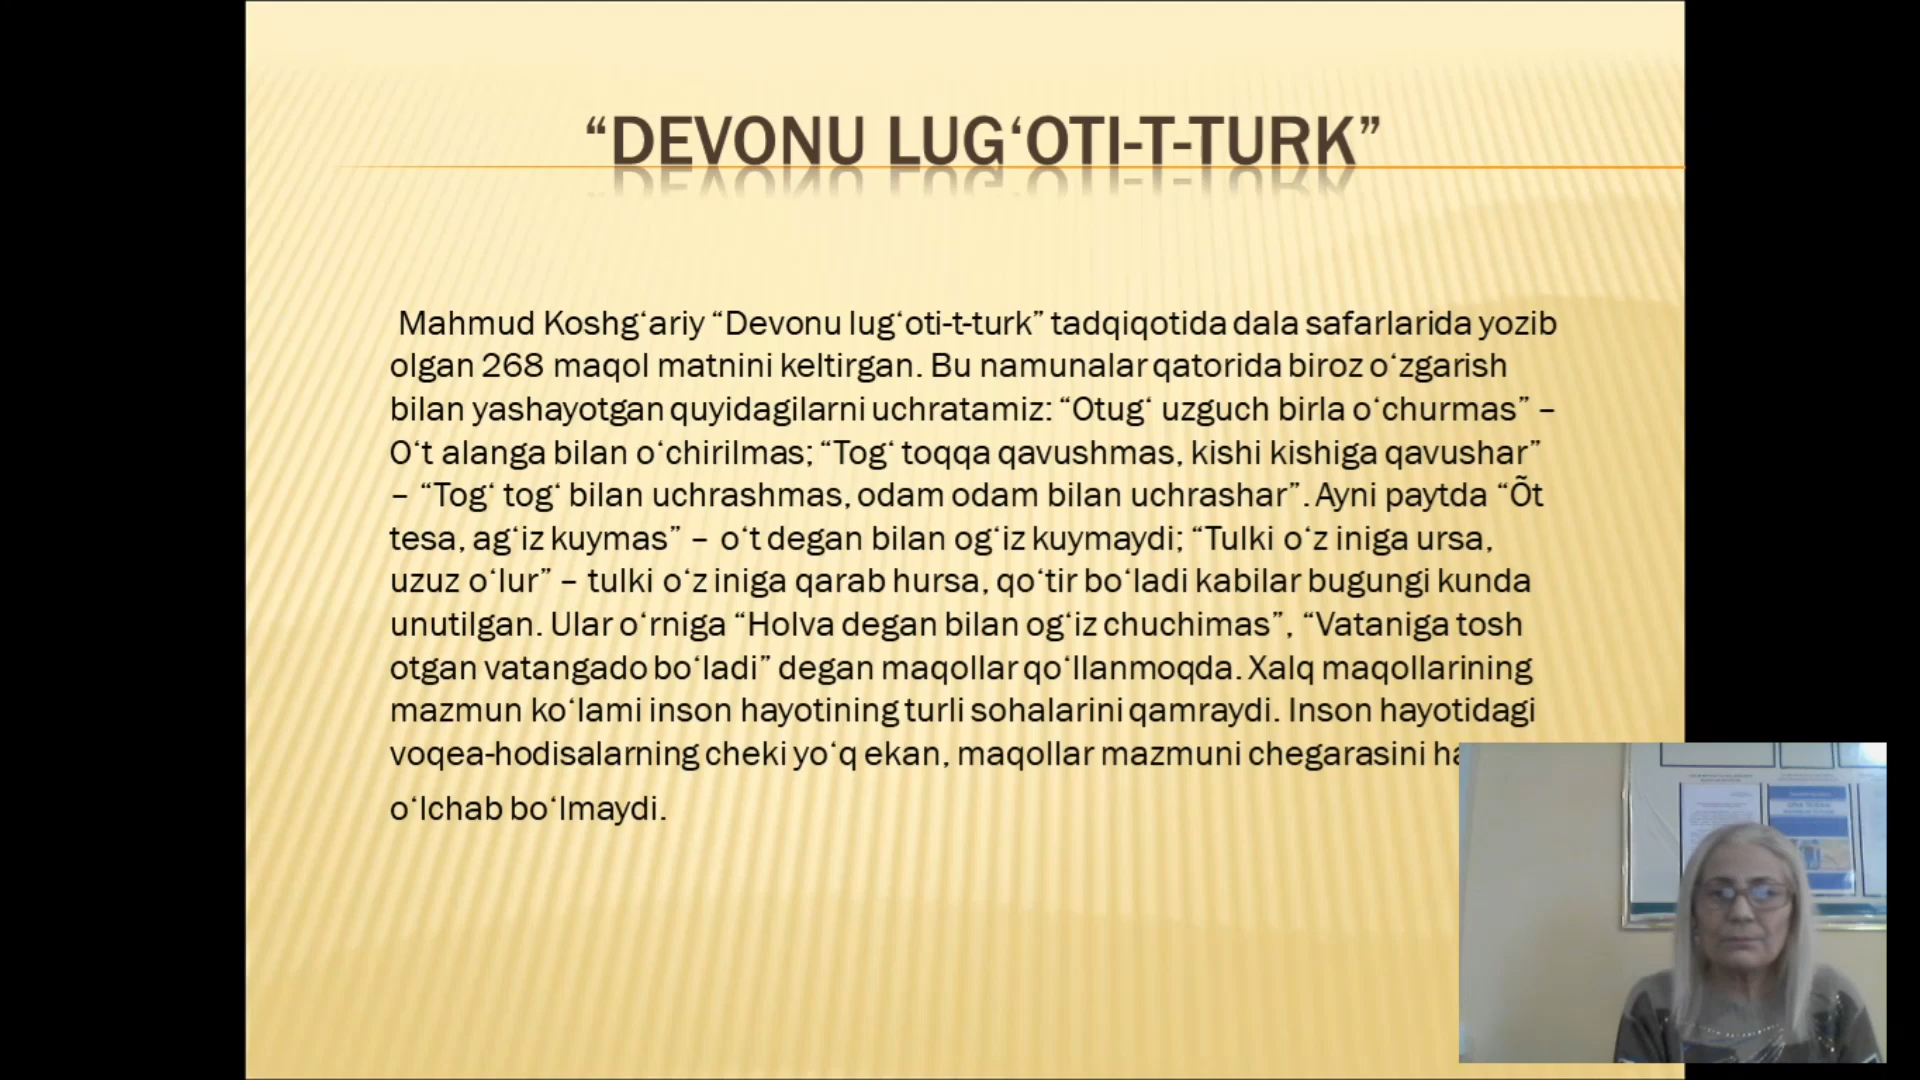 “DEVONU LUG‘OTI-T-TURK”
Mahmud Koshg‘ariy “Devonu lug‘oti-t-turk” tadqiqotida dala safarlarida yozib
olgan 268 maqol matnini keltirgan. Bu namunalar qatorida biroz o‘zgarish
bilan yashayotgan quyidagilarni uchratamiz: “Otug‘ uzguch birla o‘churmas” –
O‘t alanga bilan o‘chirilmas; “Tog‘ toqqa qavushmas, kishi kishiga qavushar”
– “Tog‘ tog‘ bilan uchrashmas, odam odam bilan uchrashar”. Ayni paytda “Õt
tesa, ag‘iz kuymas” – o‘t degan bilan og‘iz kuymaydi; “Tulki o‘z iniga ursa,
uzuz o‘lur” – tulki o‘z iniga qarab hursa, qo‘tir bo‘ladi kabilar bugungi kunda
unutilgan. Ular o‘rniga “Holva degan bilan og‘iz chuchimas”, “Vataniga tosh
otgan vatangado bo‘ladi” degan maqollar qo‘llanmoqda. Xalq maqollarining
mazmun ko‘lami inson hayotining turli sohalarini qamraydi. Inson hayotidagi
voqea-hodisalarning cheki yo‘q ekan, maqollar mazmuni chegarasini
o‘lchab bo‘lmaydi.